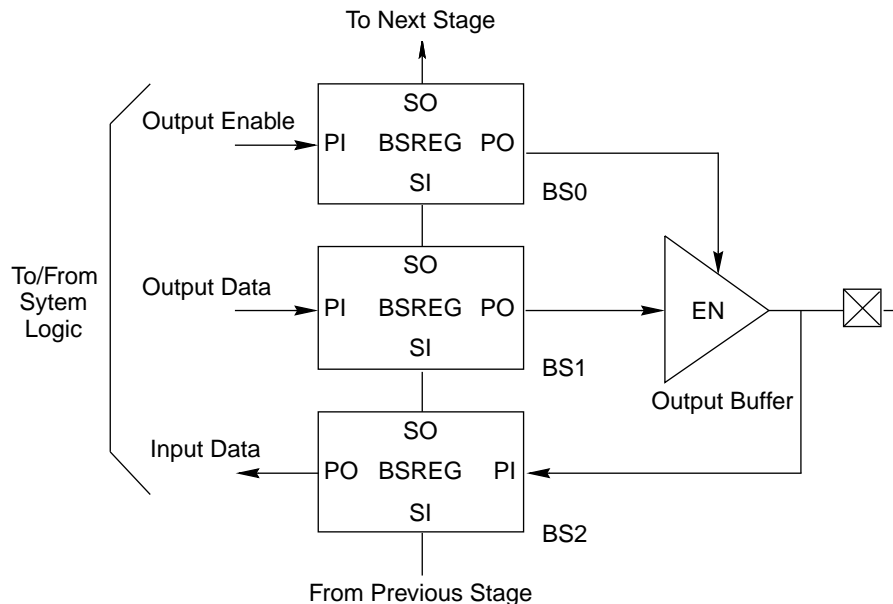 To Next Stage
SO
Output Enable
PI BSREG PO
SI
BS0
SO
To/From
Sytem
Logic
Output Data
PI BSREG PO
SI
BS1
EN
Output Buffer
SO
Input Data
PO BSREG PI
SI
BS2
From Previous Stage